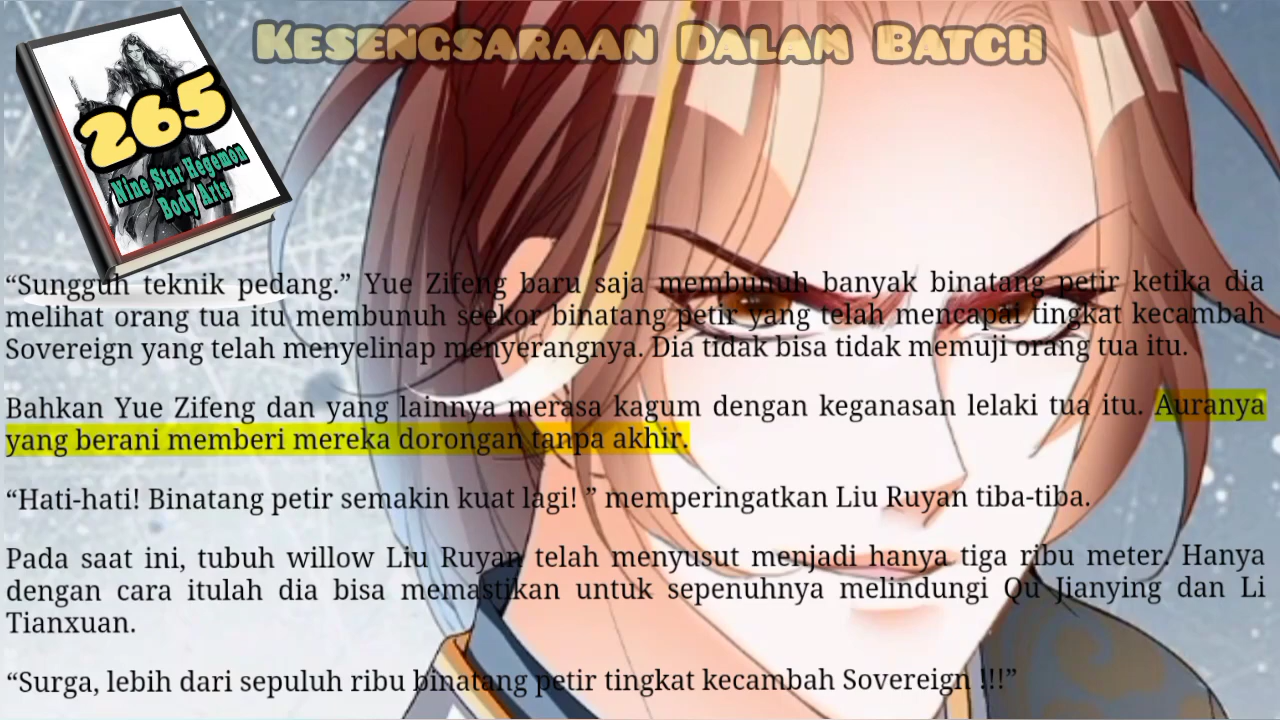 Kesengsaraan Dalam Batch
265
Nine Star Hegemon
Body Arts
“Sungguh teknik pedang.” Yue Zifeng baru saja membunuh banyak binatang petir ketika dia
melihat orang tua itu membunuh seekor binatang petir yang telah mencapai tingkat kecambah
Sovereign yang telah menyelinap menyerangnya. Dia tidak bisa tidak memuji orang tua itu.
Bahkan Yue Zifeng dan yang lainnya merasa kagum dengan keganasan lelaki tua itu. Auranya
yang berani memberi mereka dorongan tanpa akhir.
“Hati-hati! Binatang petir semakin kuat lagi! ” memperingatkan Liu Ruyan tiba-tiba.
Pada saat ini, tubuh willow Liu Ruyan telah menyusut menjadi hanya tiga ribu meter. Hanya
dengan cara itulah dia bisa memastikan untuk sepenuhnya melindungi Qu Jianying dan Li
Tianxuan.
“Surga, lebih dari sepuluh ribu binatang petir tingkat kecambah Sovereign !!!”